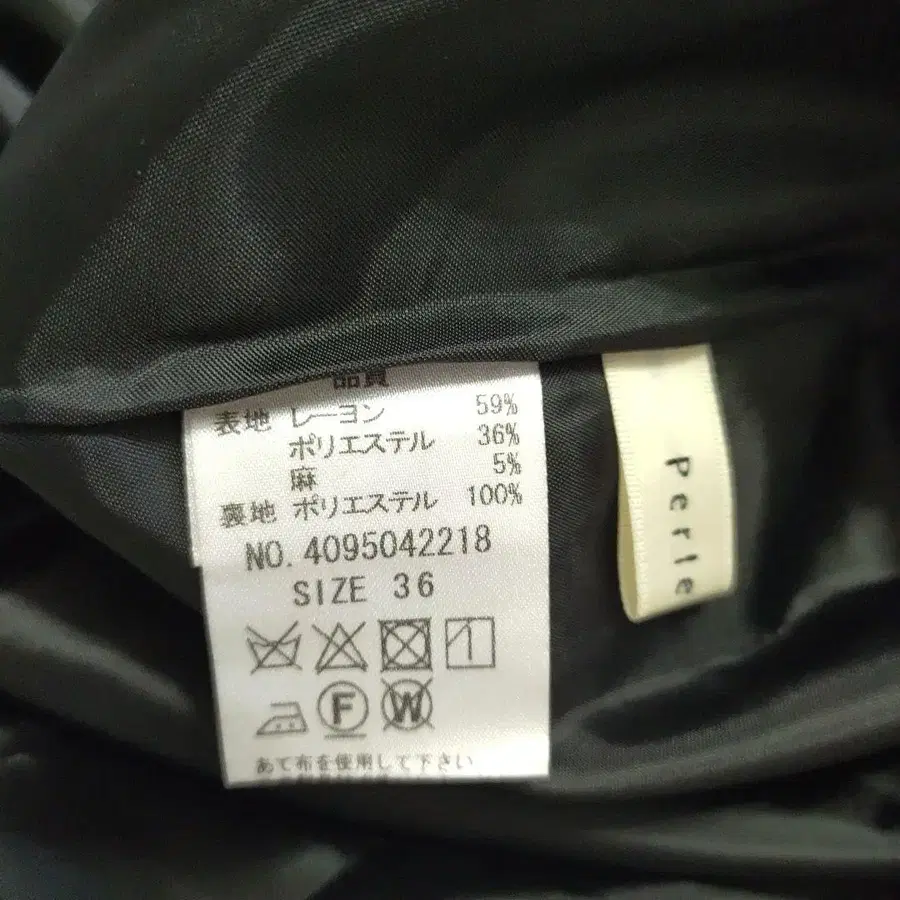 品質
表地 レーヨン 59%
ポリエステル 36%
麻 5%
裏地 ポリエステル 100%
NO. 4095042218
SIZE 36
F W
あて布を使用して下さい
Perle